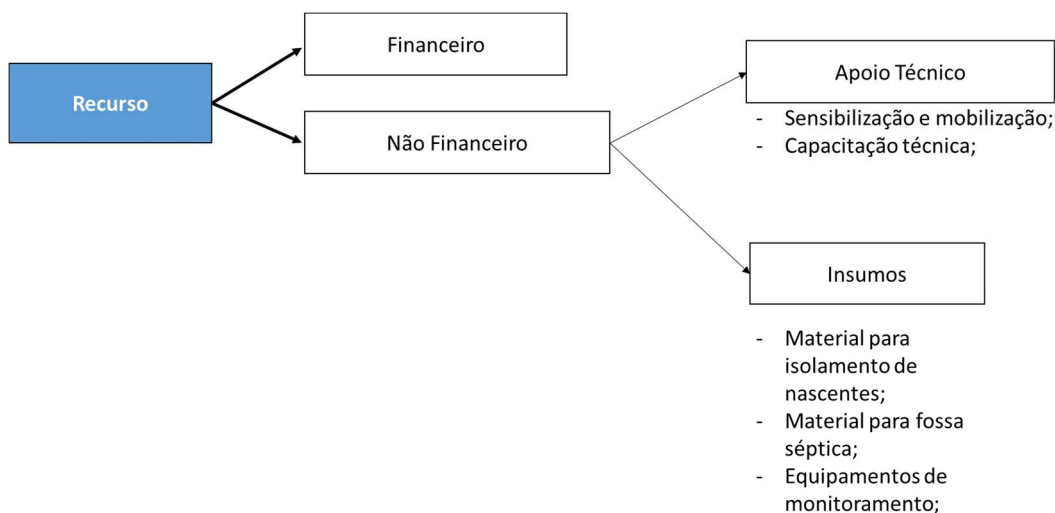 Recurso
Financeiro
Não Financeiro
Apoio Técnico
- Sensibilização e mobilização;
- Capacitação técnica;
Insumos
- Material para
isolamento de
nascentes;
- Material para fossa
séptica;
- Equipamentos de
monitoramento;